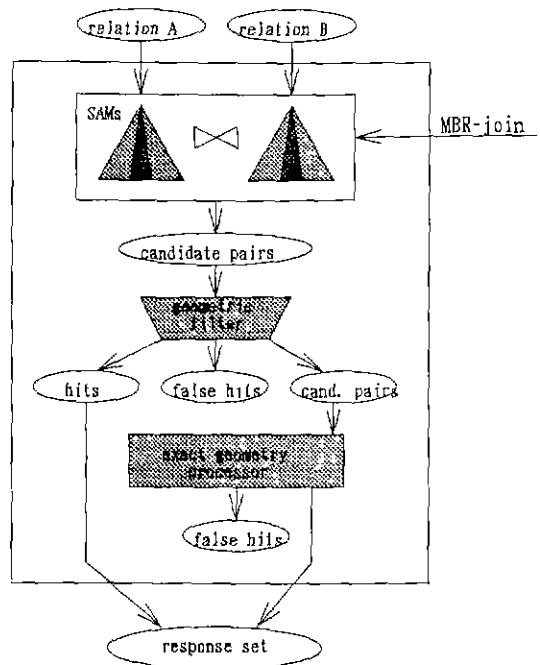 relation A
relation B
SAMs
MBR-join
candidate pairs
geometric
filter
hits
false hits
cand. pairs
exact geometry
processor
false hits
response set